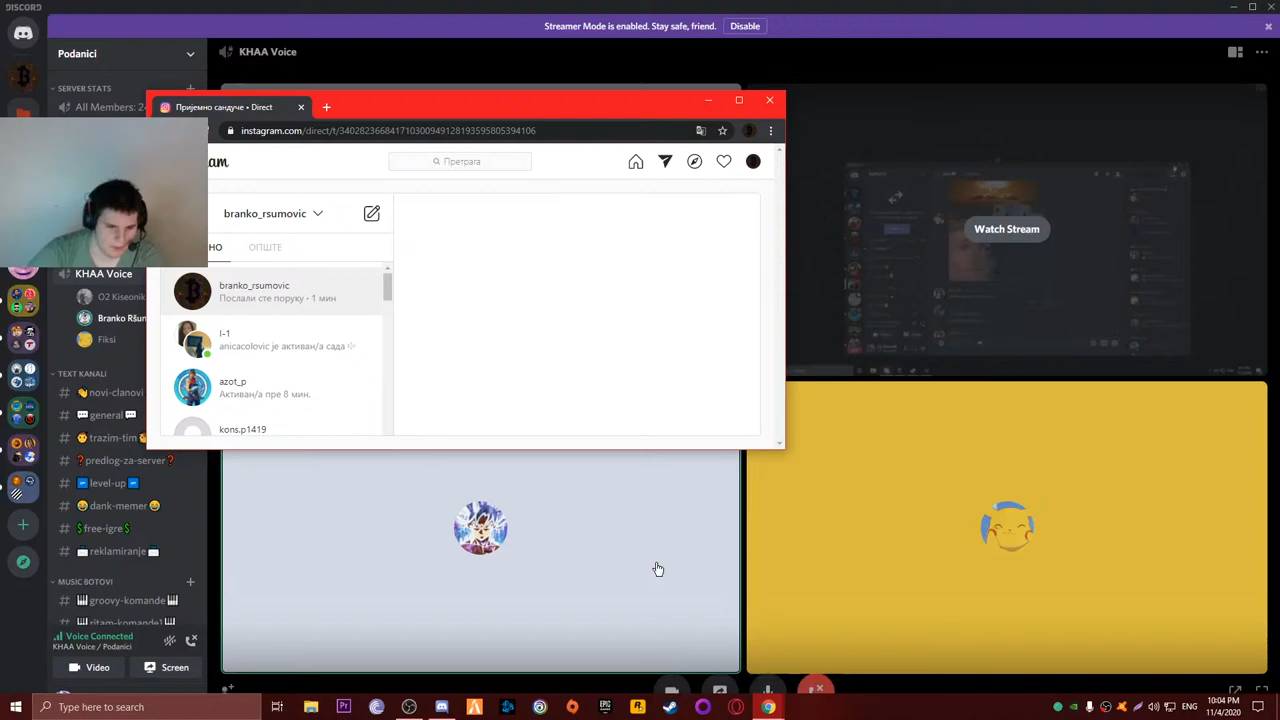 DISCORD
Streamer Mode is enabled. Stay safe, friend.
Disable
Podanici
KHAA Voice
SERVER STATS
All Members: 24
Пријемно сандуче • Direct
instagram.com/direct/t/340282366841710300949128193595805394106
am
Претрага
branko_rsumovic
НО
ОПШТЕ
branko_rsumovic
Послали сте поруку • 1 мин
l-1
anicacolovic је активан/а сада
azot_p
Активан/а пре 8 мин.
kons.p1419
Watch Stream
KHAA Voice
O2 Kiseonik
Branko Ršum
Fiksi
TEXT KANALI
novi-clanovi
general
trazim-tim
predlog-za-server
level-up
dank-memer
free-igre
reklamiranje
MUSIC BOTOVI
groovy-komande
ritam-komande1
Voice Connected
KHAA Voice / Podanici
Video
Screen
Type here to search
ENG
10:04 PM
11/4/2020